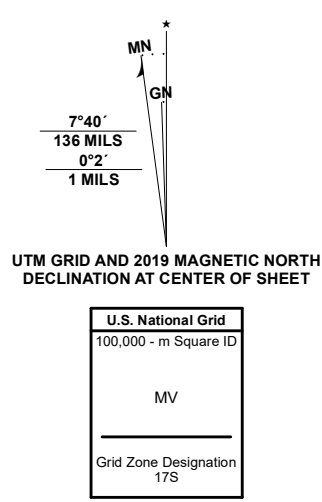 MN
GN
7°40´
136 MILS
0°2´
1 MILS
UTM GRID AND 2019 MAGNETIC NORTH
DECLINATION AT CENTER OF SHEET
U.S. National Grid
100,000 - m Square ID
MV
Grid Zone Designation
17S